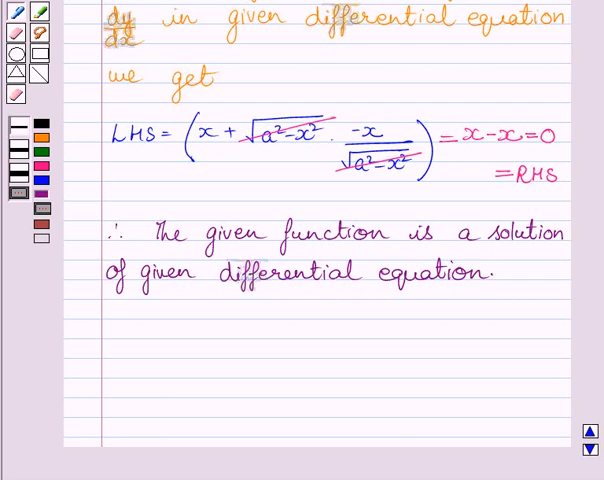 dy/dx in given differential equation
we get
LHS = (x + √(a²-x²) . -x/√(a²-x²)) = x-x=0
=RHS
∴ The given function is a solution
of given differential equation.